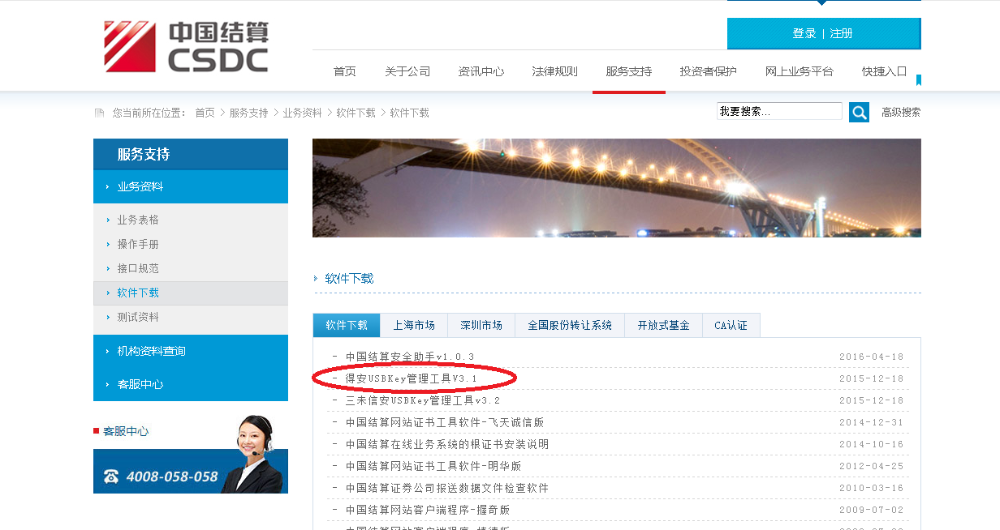 中国结算
CSDC
登录 | 注册
首页 关于公司 资讯中心 法律规则 服务支持 投资者保护 网上业务平台 快捷入口
您当前所在位置： 首页 > 服务支持 > 业务资料 > 软件下载 > 软件下载
我要搜索... 高级搜索
服务支持
业务资料
业务表格
操作手册
接口规范
软件下载
测试资料
机构资料查询
客服中心
客服中心
4008-058-058
软件下载
软件下载 上海市场 深圳市场 全国股份转让系统 开放式基金 CA认证
- 中国结算安全助手v1.0.3 2016-04-18
- 得安USBKey管理工具V3.1 2015-12-18
- 三未信安USBKey管理工具v3.2 2015-12-18
- 中国结算网站证书工具软件-飞天诚信版 2014-12-31
- 中国结算在线业务系统的根证书安装说明 2014-10-16
- 中国结算网站证书工具软件-明华版 2012-04-25
- 中国结算证券公司报送数据文件检查软件 2010-03-16
- 中国结算网站客户端程序-握奇版 2009-07-02